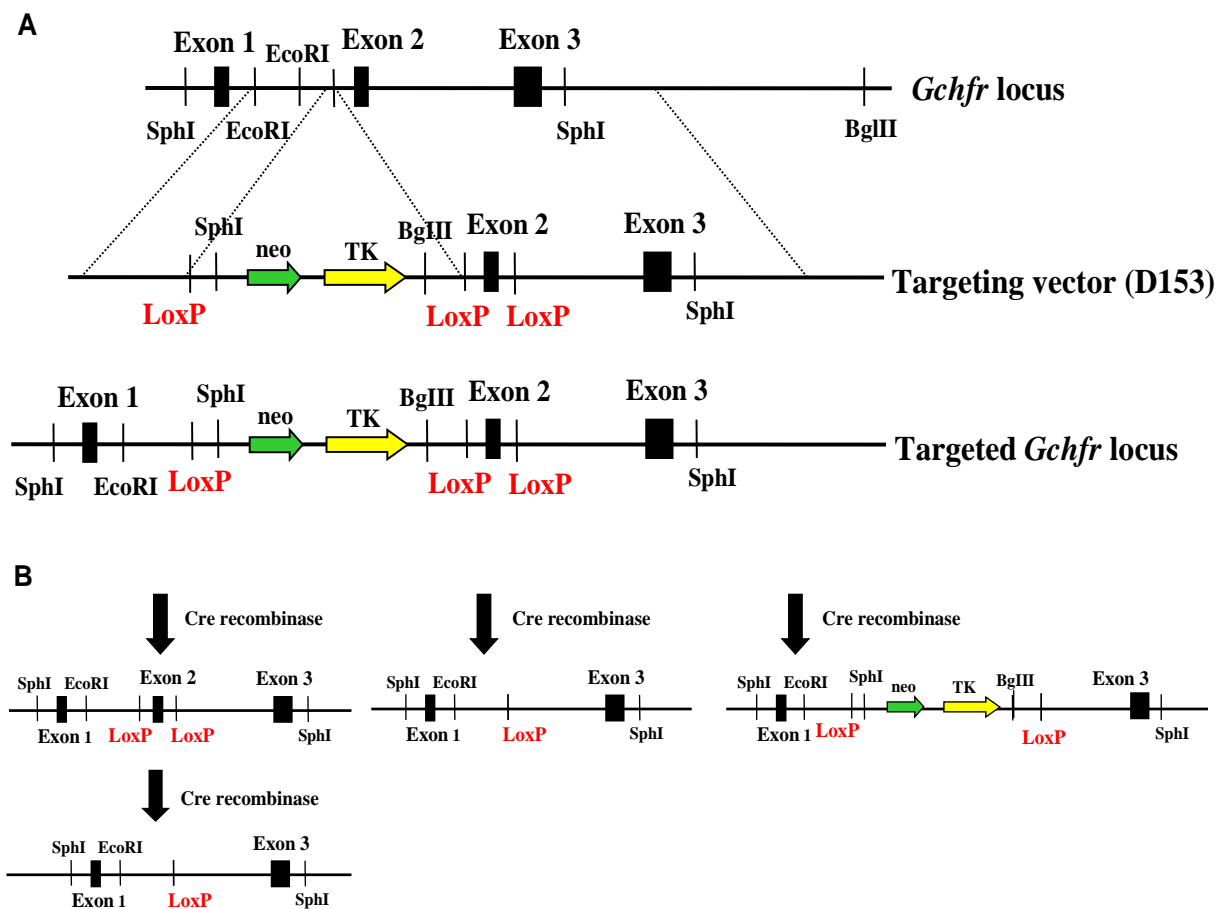 A
Exon 1 EcoRI Exon 2 Exon 3
Gchfr locus
SphI EcoRI SphI BglII
SphI neo TK BgIII Exon 2 Exon 3
Targeting vector (D153)
LoxP LoxP LoxP SphI
Exon 1 SphI neo TK BgIII Exon 2 Exon 3
Targeted Gchfr locus
SphI EcoRI LoxP LoxP LoxP SphI
B
Cre recombinase Cre recombinase Cre recombinase
SphI EcoRI Exon 2 Exon 3 SphI EcoRI Exon 3 SphI EcoRI SphI neo TK BgIII Exon 3
Exon 1 LoxP LoxP SphI Exon 1 LoxP SphI Exon 1 LoxP LoxP SphI
Cre recombinase
SphI EcoRI Exon 3
Exon 1 LoxP SphI